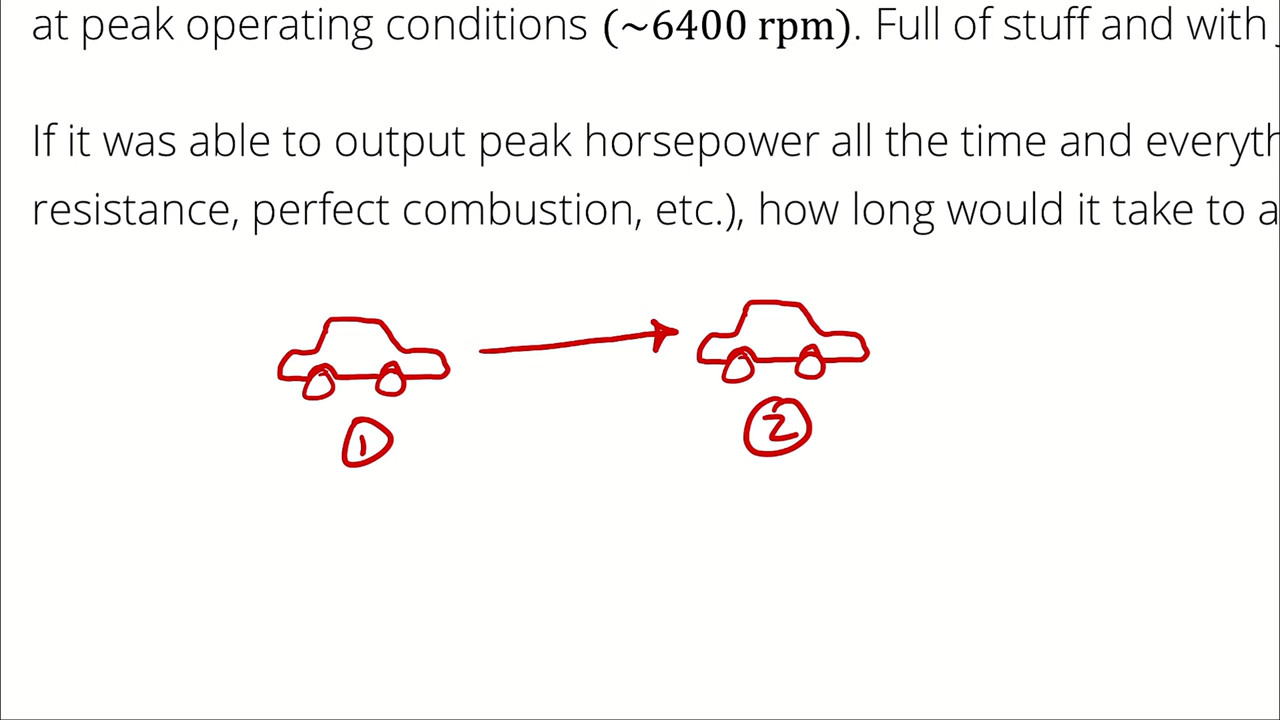 at peak operating conditions (~6400 rpm). Full of stuff and with
If it was able to output peak horsepower all the time and everyth
resistance, perfect combustion, etc.), how long would it take to a
1 2